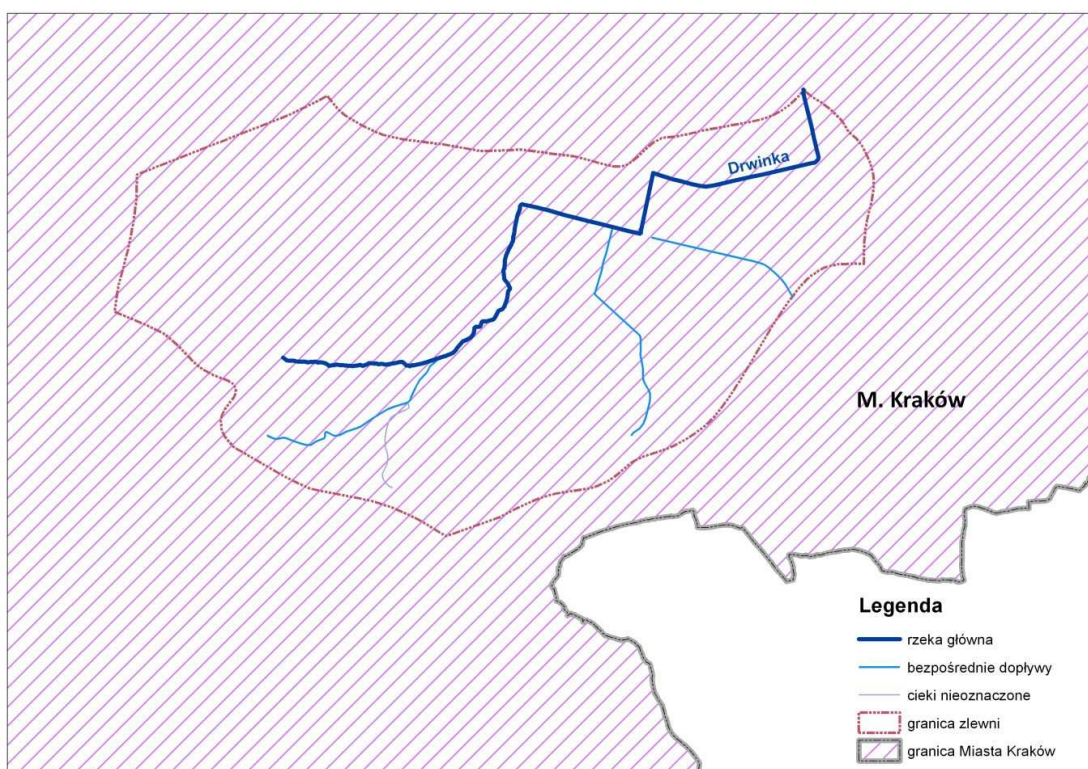 Drwinka
M. Kraków
Legenda
rzeka główna
bezpośrednie dopływy
cieki nieoznaczone
granica zlewni
granica Miasta Kraków